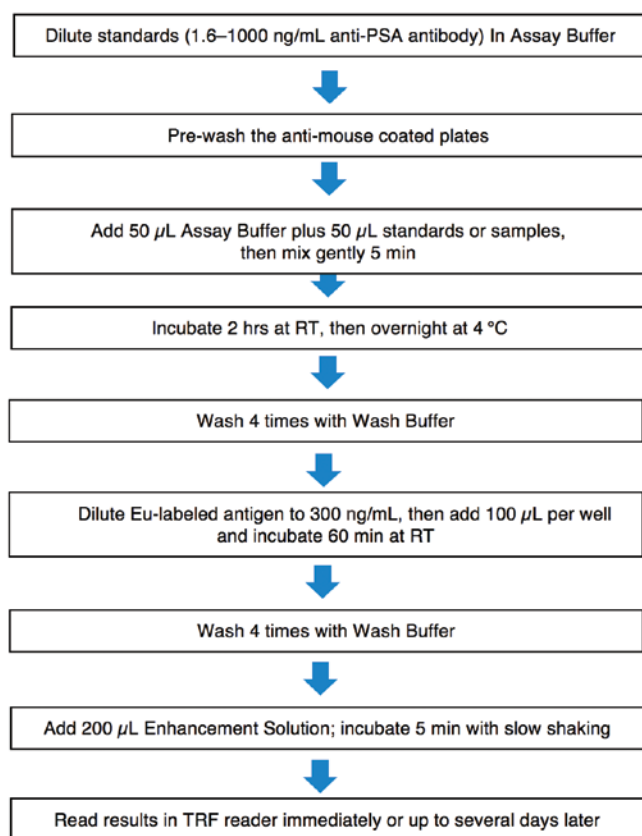 Dilute standards (1.6–1000 ng/mL anti-PSA antibody) In Assay Buffer
Pre-wash the anti-mouse coated plates
Add 50 µL Assay Buffer plus 50 µL standards or samples,
then mix gently 5 min
Incubate 2 hrs at RT, then overnight at 4 °C
Wash 4 times with Wash Buffer
Dilute Eu-labeled antigen to 300 ng/mL, then add 100 µL per well
and incubate 60 min at RT
Wash 4 times with Wash Buffer
Add 200 µL Enhancement Solution; incubate 5 min with slow shaking
Read results in TRF reader immediately or up to several days later